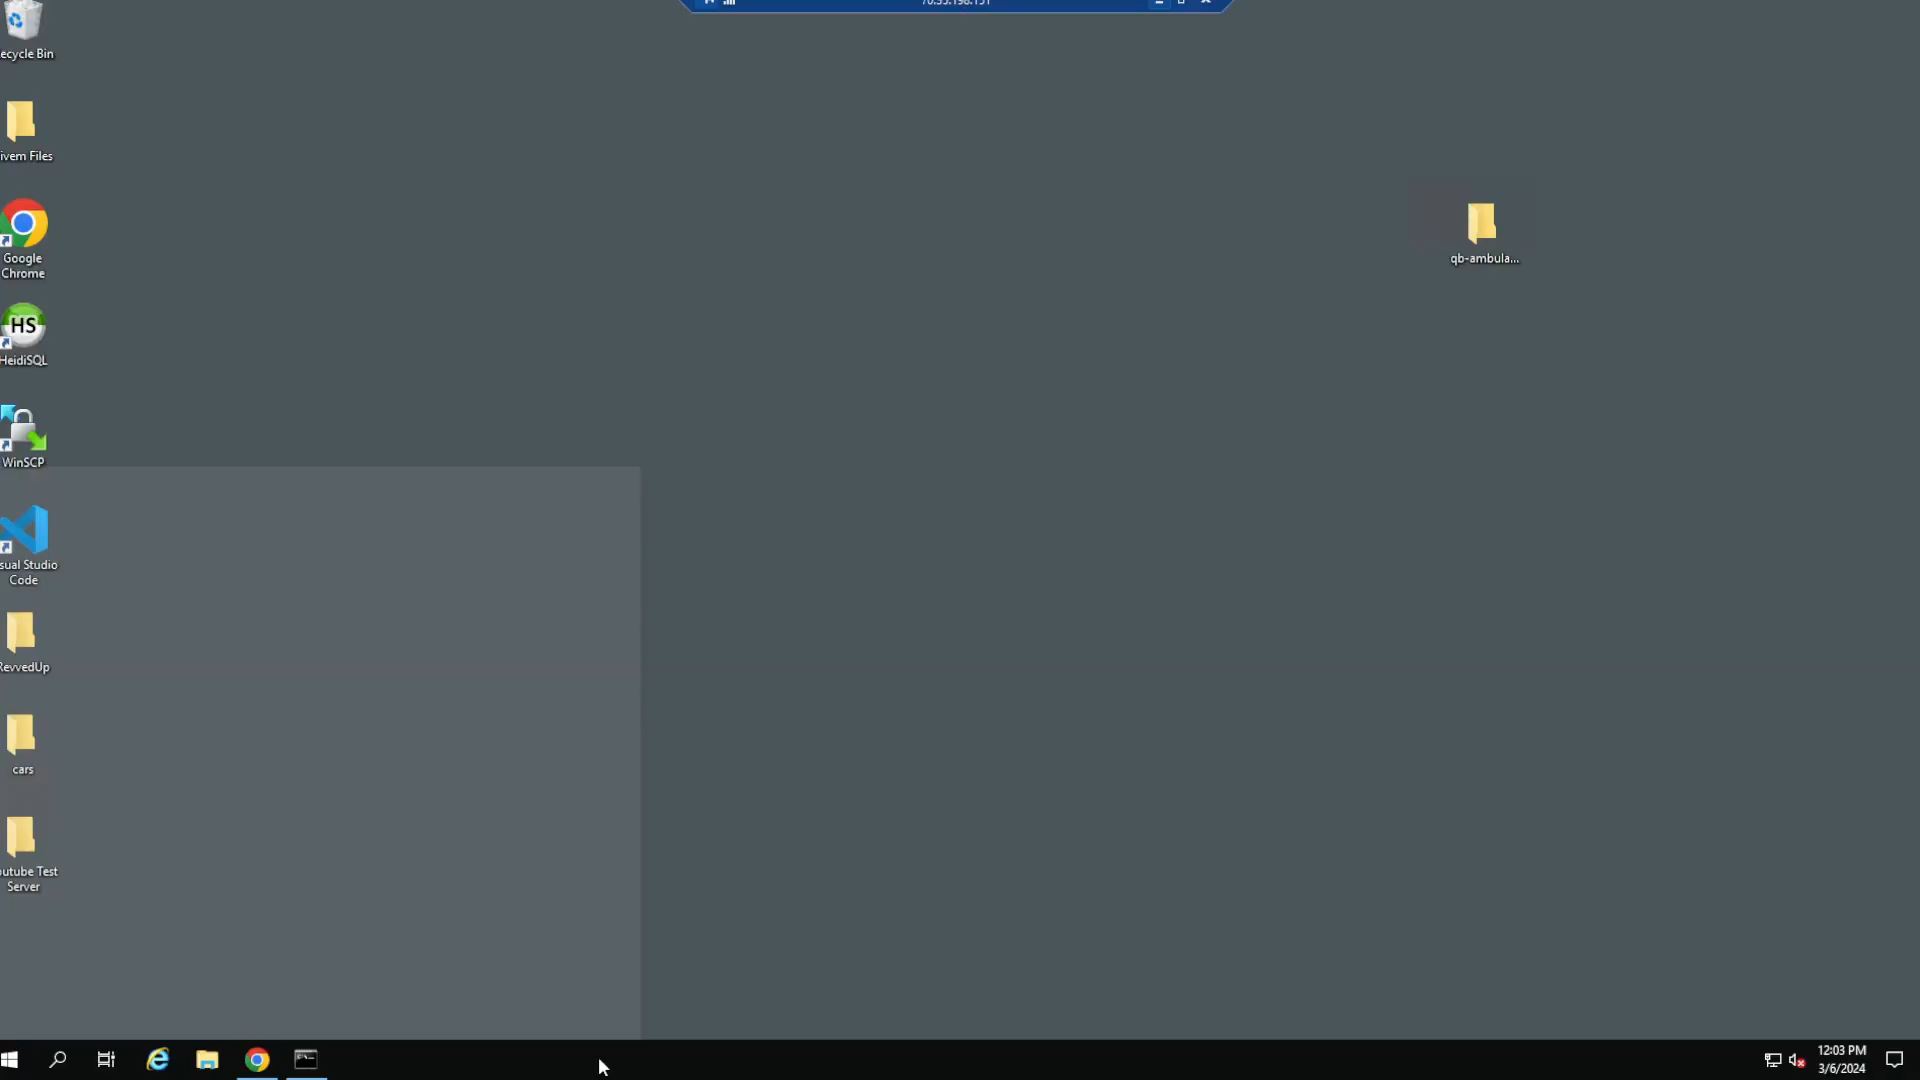 ecycle Bin
ivem Files
Google
Chrome
HS
HeidiSQL
WinSCP
sual Studio
Code
RevvedUp
cars
outube Test
Server
qb-ambula...
12:03 PM
3/6/2024